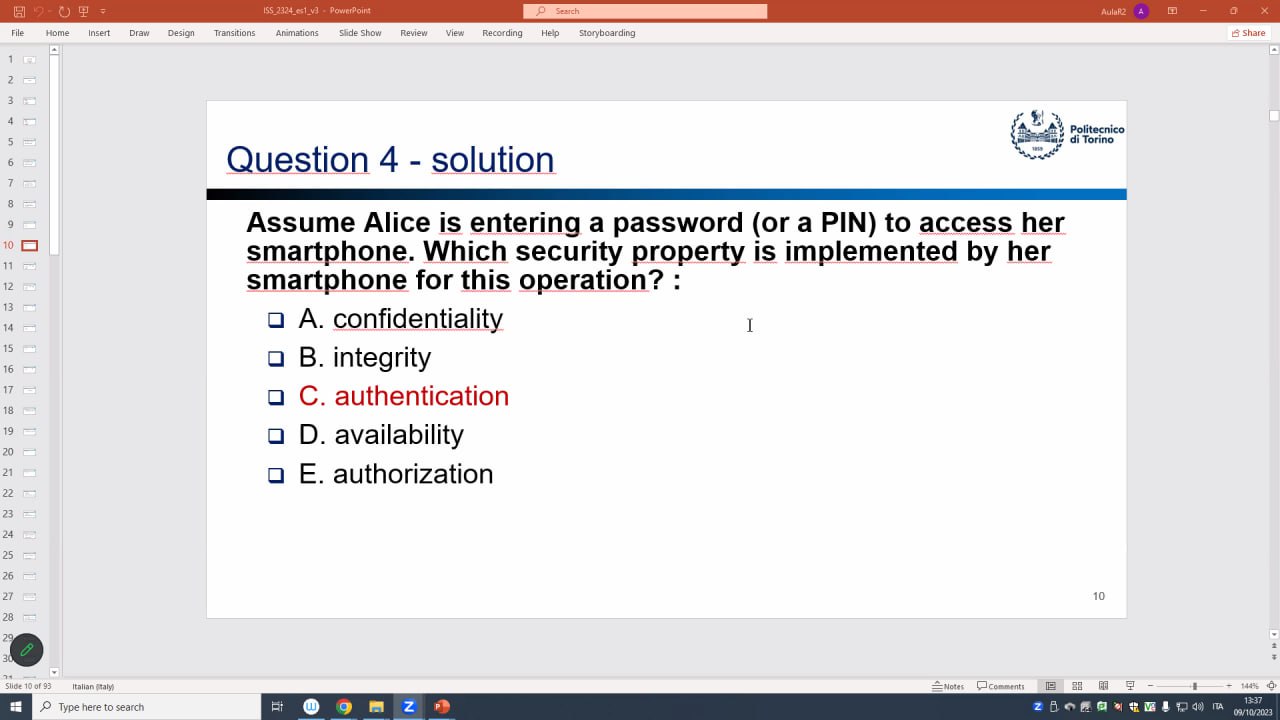 ISS_2324_es1_v3 - PowerPoint
Search
AulaR2
A
File Home Insert Draw Design Transitions Animations Slide Show Review View Recording Help Storyboarding
Share
1
2
3
4
5
6
7
8
9
10
11
12
13
14
15
16
17
18
19
20
21
22
23
24
25
26
27
28
29
30
Politecnico
di Torino
1859
Question 4 - solution
Assume Alice is entering a password (or a PIN) to access her
smartphone. Which security property is implemented by her
smartphone for this operation? :
A. confidentiality
B. integrity
C. authentication
D. availability
E. authorization
10
Slide 10 of 93 Italian (Italy)
Notes Comments 144%
Type here to search
ITA
13:37
09/10/2023